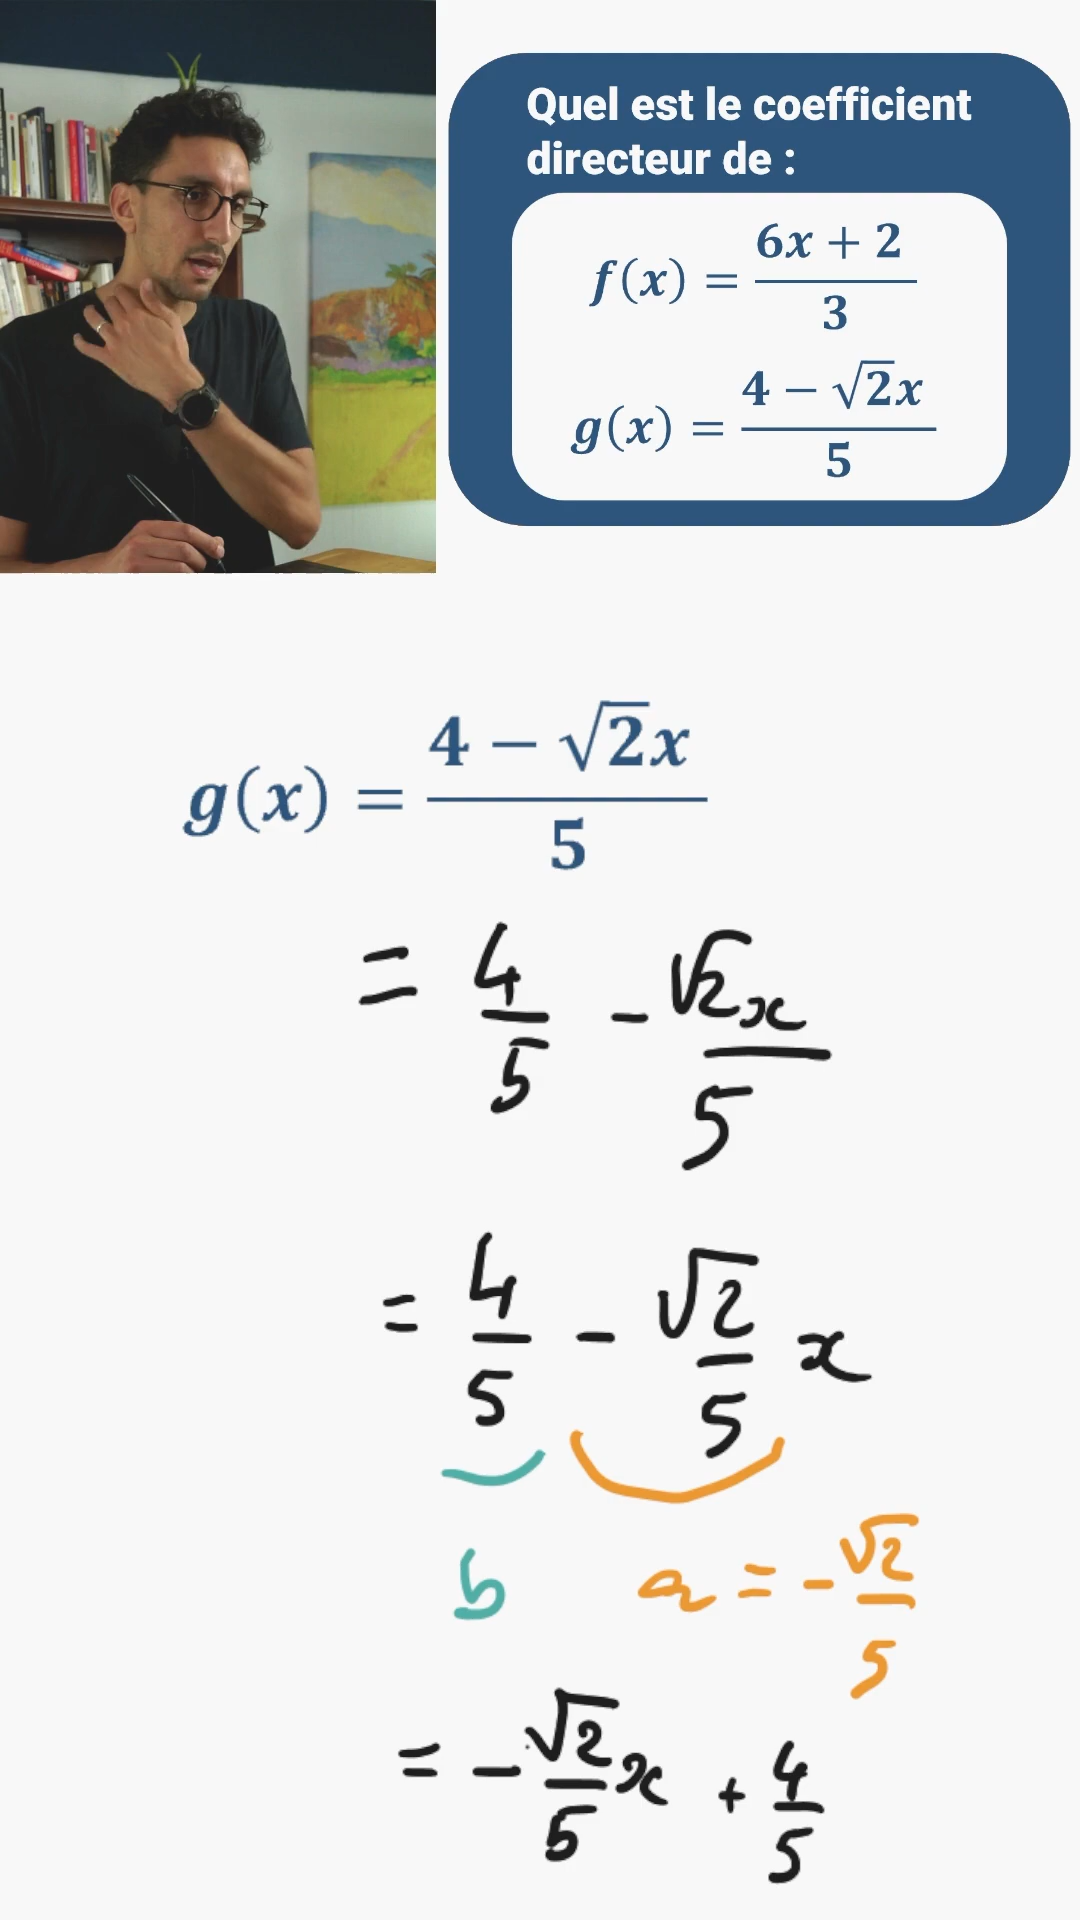 Quel est le coefficient
directeur de :
f(x) = (6x + 2)/3
g(x) = (4 − √2x)/5
g(x) = (4 − √2x)/5
= 4/5 - √2x/5
= 4/5 - √2/5 x
b a = -√2/5
= -√2/5 x + 4/5